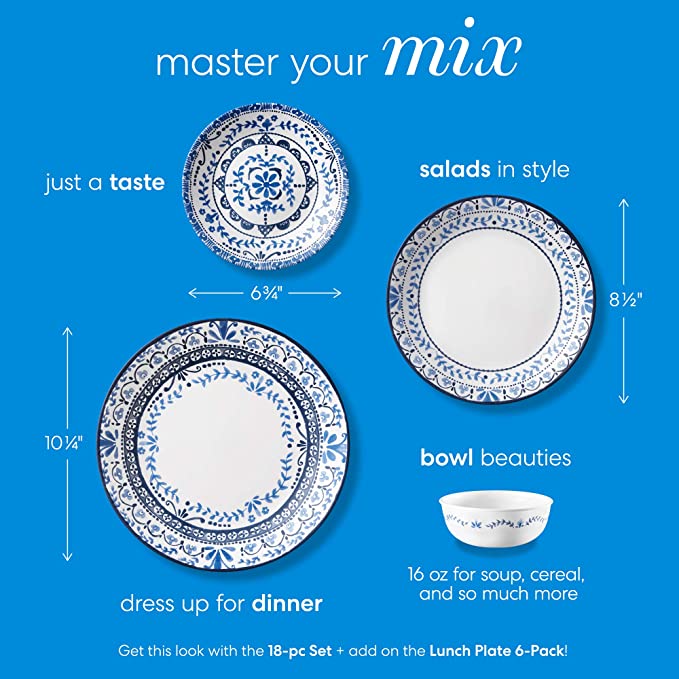 master your mix
just a taste
salads in style
6¾"
8½"
10¼"
bowl beauties
16 oz for soup, cereal,
and so much more
dress up for dinner
Get this look with the 18-pc Set + add on the Lunch Plate 6-Pack!